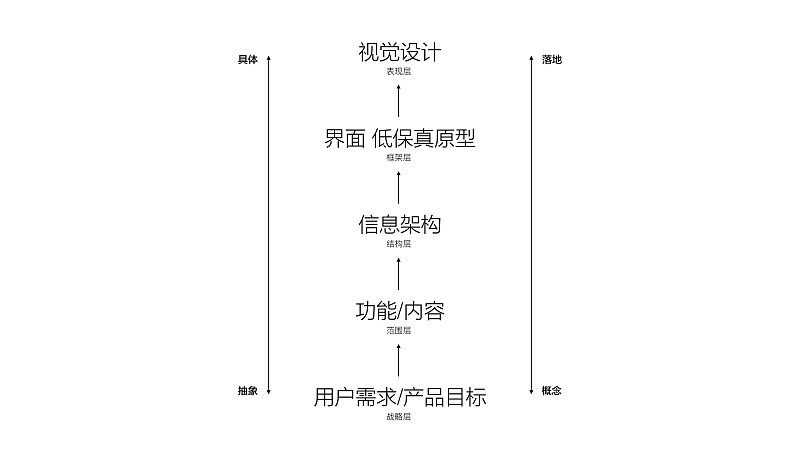 视觉设计
具体
落地
表现层
界面 低保真原型
框架层
信息架构
结构层
功能/内容
范围层
抽象
用户需求/产品目标
概念
战略层